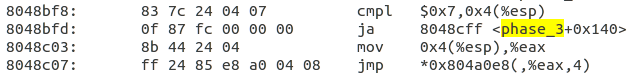 8048bf8: 83 7c 24 04 07 cmpl $0x7,0x4(%esp)
8048bfd: 0f 87 fc 00 00 00 ja 8048cff <phase_3+0x140>
8048c03: 8b 44 24 04 mov 0x4(%esp),%eax
8048c07: ff 24 85 e8 a0 04 08 jmp *0x804a0e8(,%eax,4)